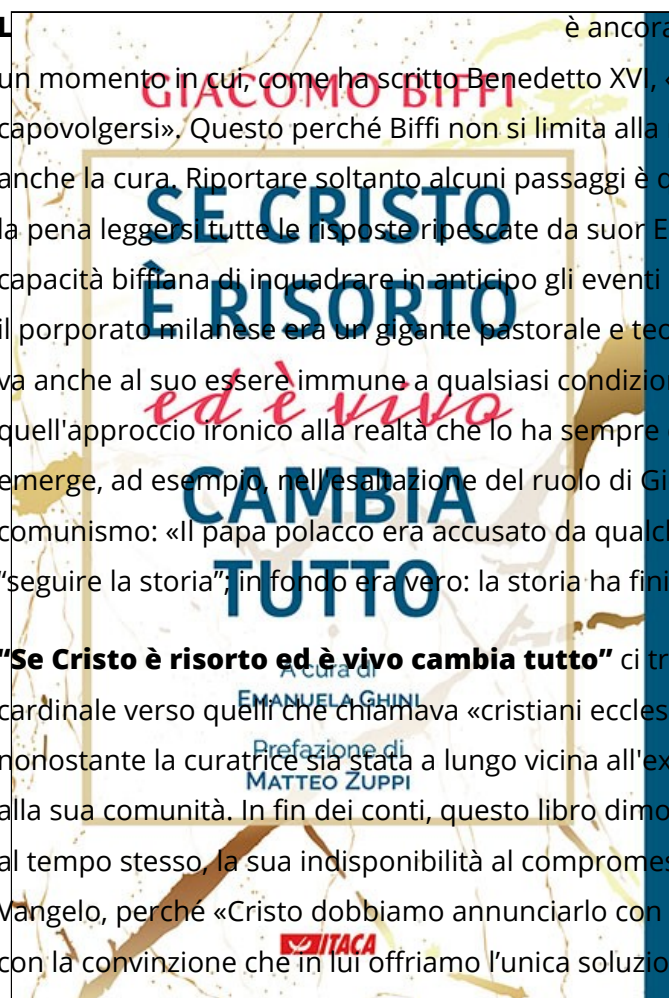 L è ancora
un momento in cui, come ha scritto Benedetto XVI, «
capovolgersi». Questo perché Biffi non si limita alla
anche la cura. Riportare soltanto alcuni passaggi è
la pena leggersi tutte le risposte ripescate da suor E
capacità biffiana di inquadrare in anticipo gli eventi
il porporato milanese era un gigante pastorale e teo
va anche al suo essere immune a qualsiasi condizio
quell'approccio ironico alla realtà che lo ha sempre
emerge, ad esempio, nell'esaltazione del ruolo di Gi
comunismo: «Il papa polacco era accusato da qualch
"seguire la storia"; in fondo era vero: la storia ha fini
“Se Cristo è risorto ed è vivo cambia tutto” ci tr
cardinale verso quelli che chiamava «cristiani eccles
nonostante la curatrice sia stata a lungo vicina all'ex
alla sua comunità. In fin dei conti, questo libro dimo
al tempo stesso, la sua indisponibilità al compromes
Vangelo, perché «Cristo dobbiamo annunciarlo con
con la convinzione che in lui offriamo l’unica soluzio
GIACOMO BIFFI
SE CRISTO
È RISORTO
ed è vivo
CAMBIA
TUTTO
A cura di
EMANUELA GHINI
Prefazione di
MATTEO ZUPPI
ITACA